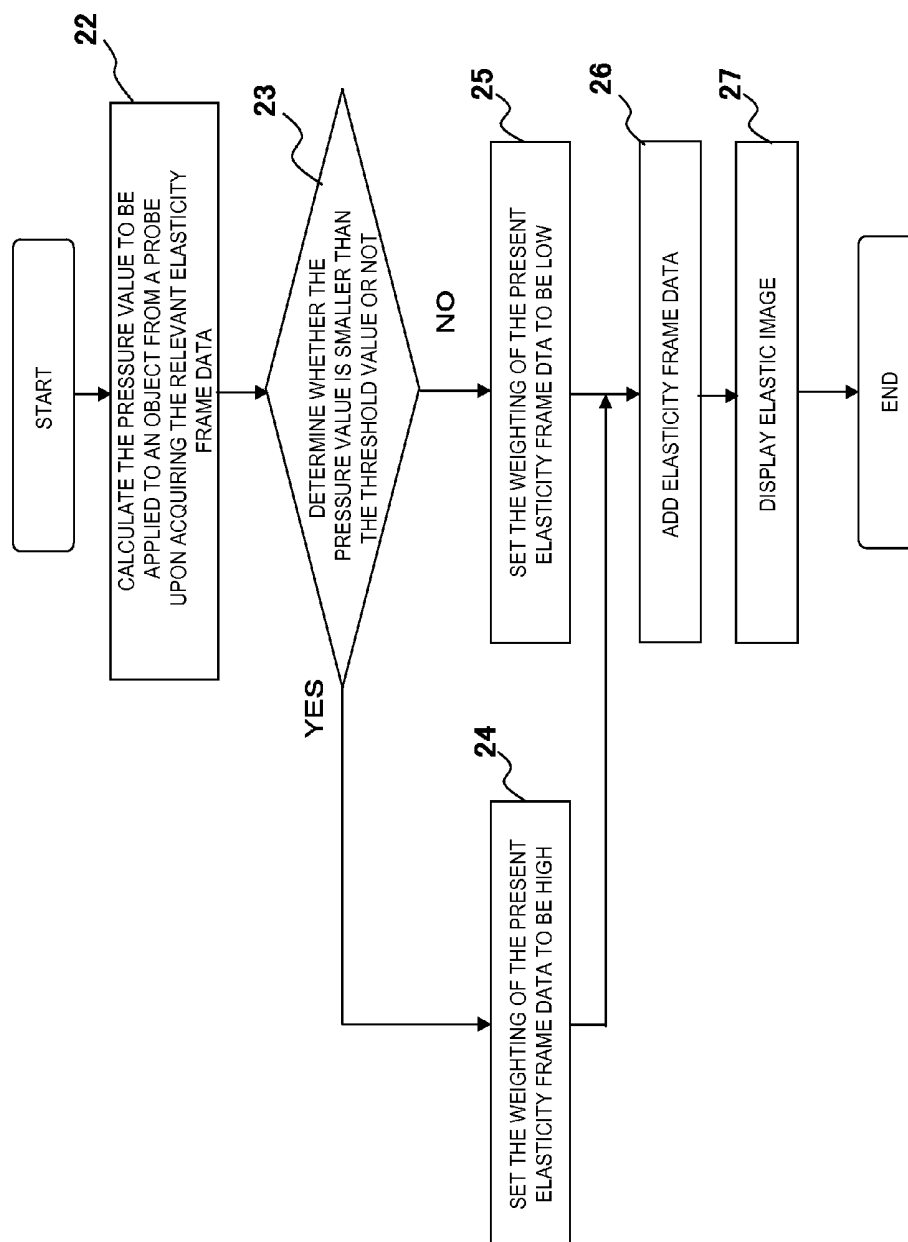 START
22
CALCULATE THE PRESSURE VALUE TO BE
APPLIED TO AN OBJECT FROM A PROBE
UPON ACQUIRING THE RELEVANT ELASTICITY
FRAME DATA
23
DETERMINE WHETHER THE
PRESSURE VALUE IS SMALLER THAN
THE THRESHOLD VALUE OR NOT
YES
NO
24
SET THE WEIGHTING OF THE PRESENT
ELASTICITY FRAME DATA TO BE HIGH
25
SET THE WEIGHTING OF THE PRESENT
ELASTICITY FRAME DTA TO BE LOW
26
ADD ELASTICITY FRAME DATA
27
DISPLAY ELASTIC IMAGE
END